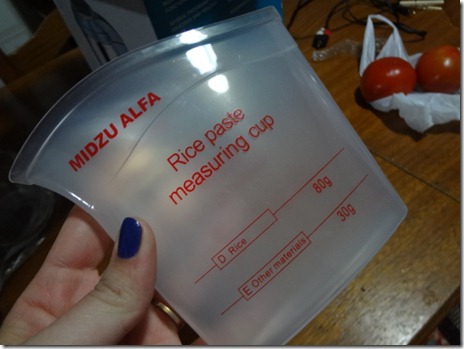 MIDZU ALFA
Rice paste
measuring cup
D Rice 80g
E Other materials 30g